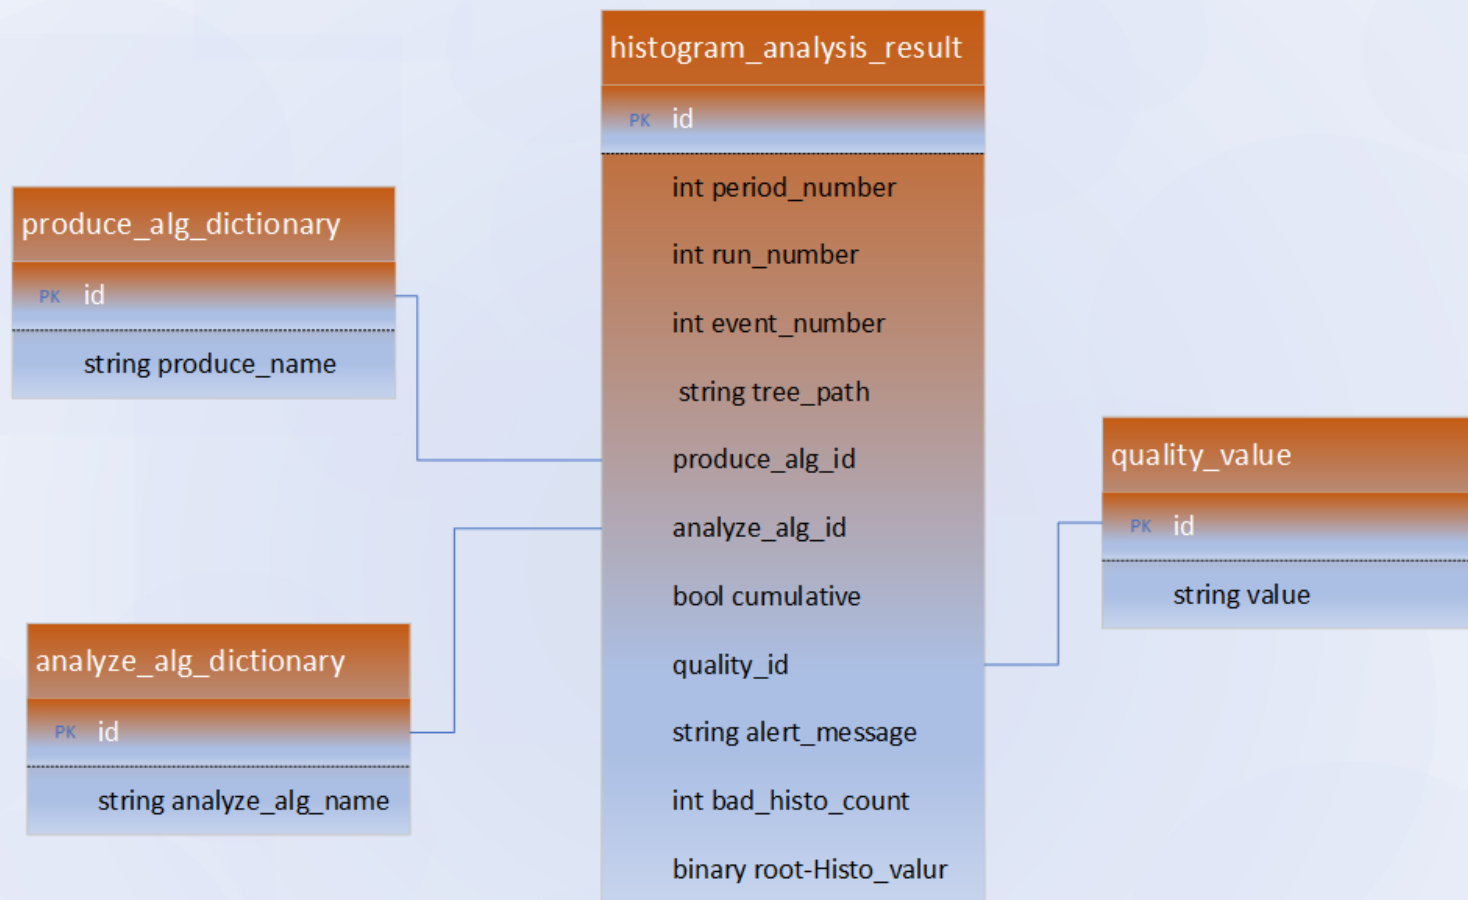 histogram_analysis_result
PK id
int period_number
int run_number
int event_number
string tree_path
produce_alg_id
analyze_alg_id
bool cumulative
quality_id
string alert_message
int bad_histo_count
binary root-Histo_valur
produce_alg_dictionary
PK id
string produce_name
analyze_alg_dictionary
PK id
string analyze_alg_name
quality_value
PK id
string value